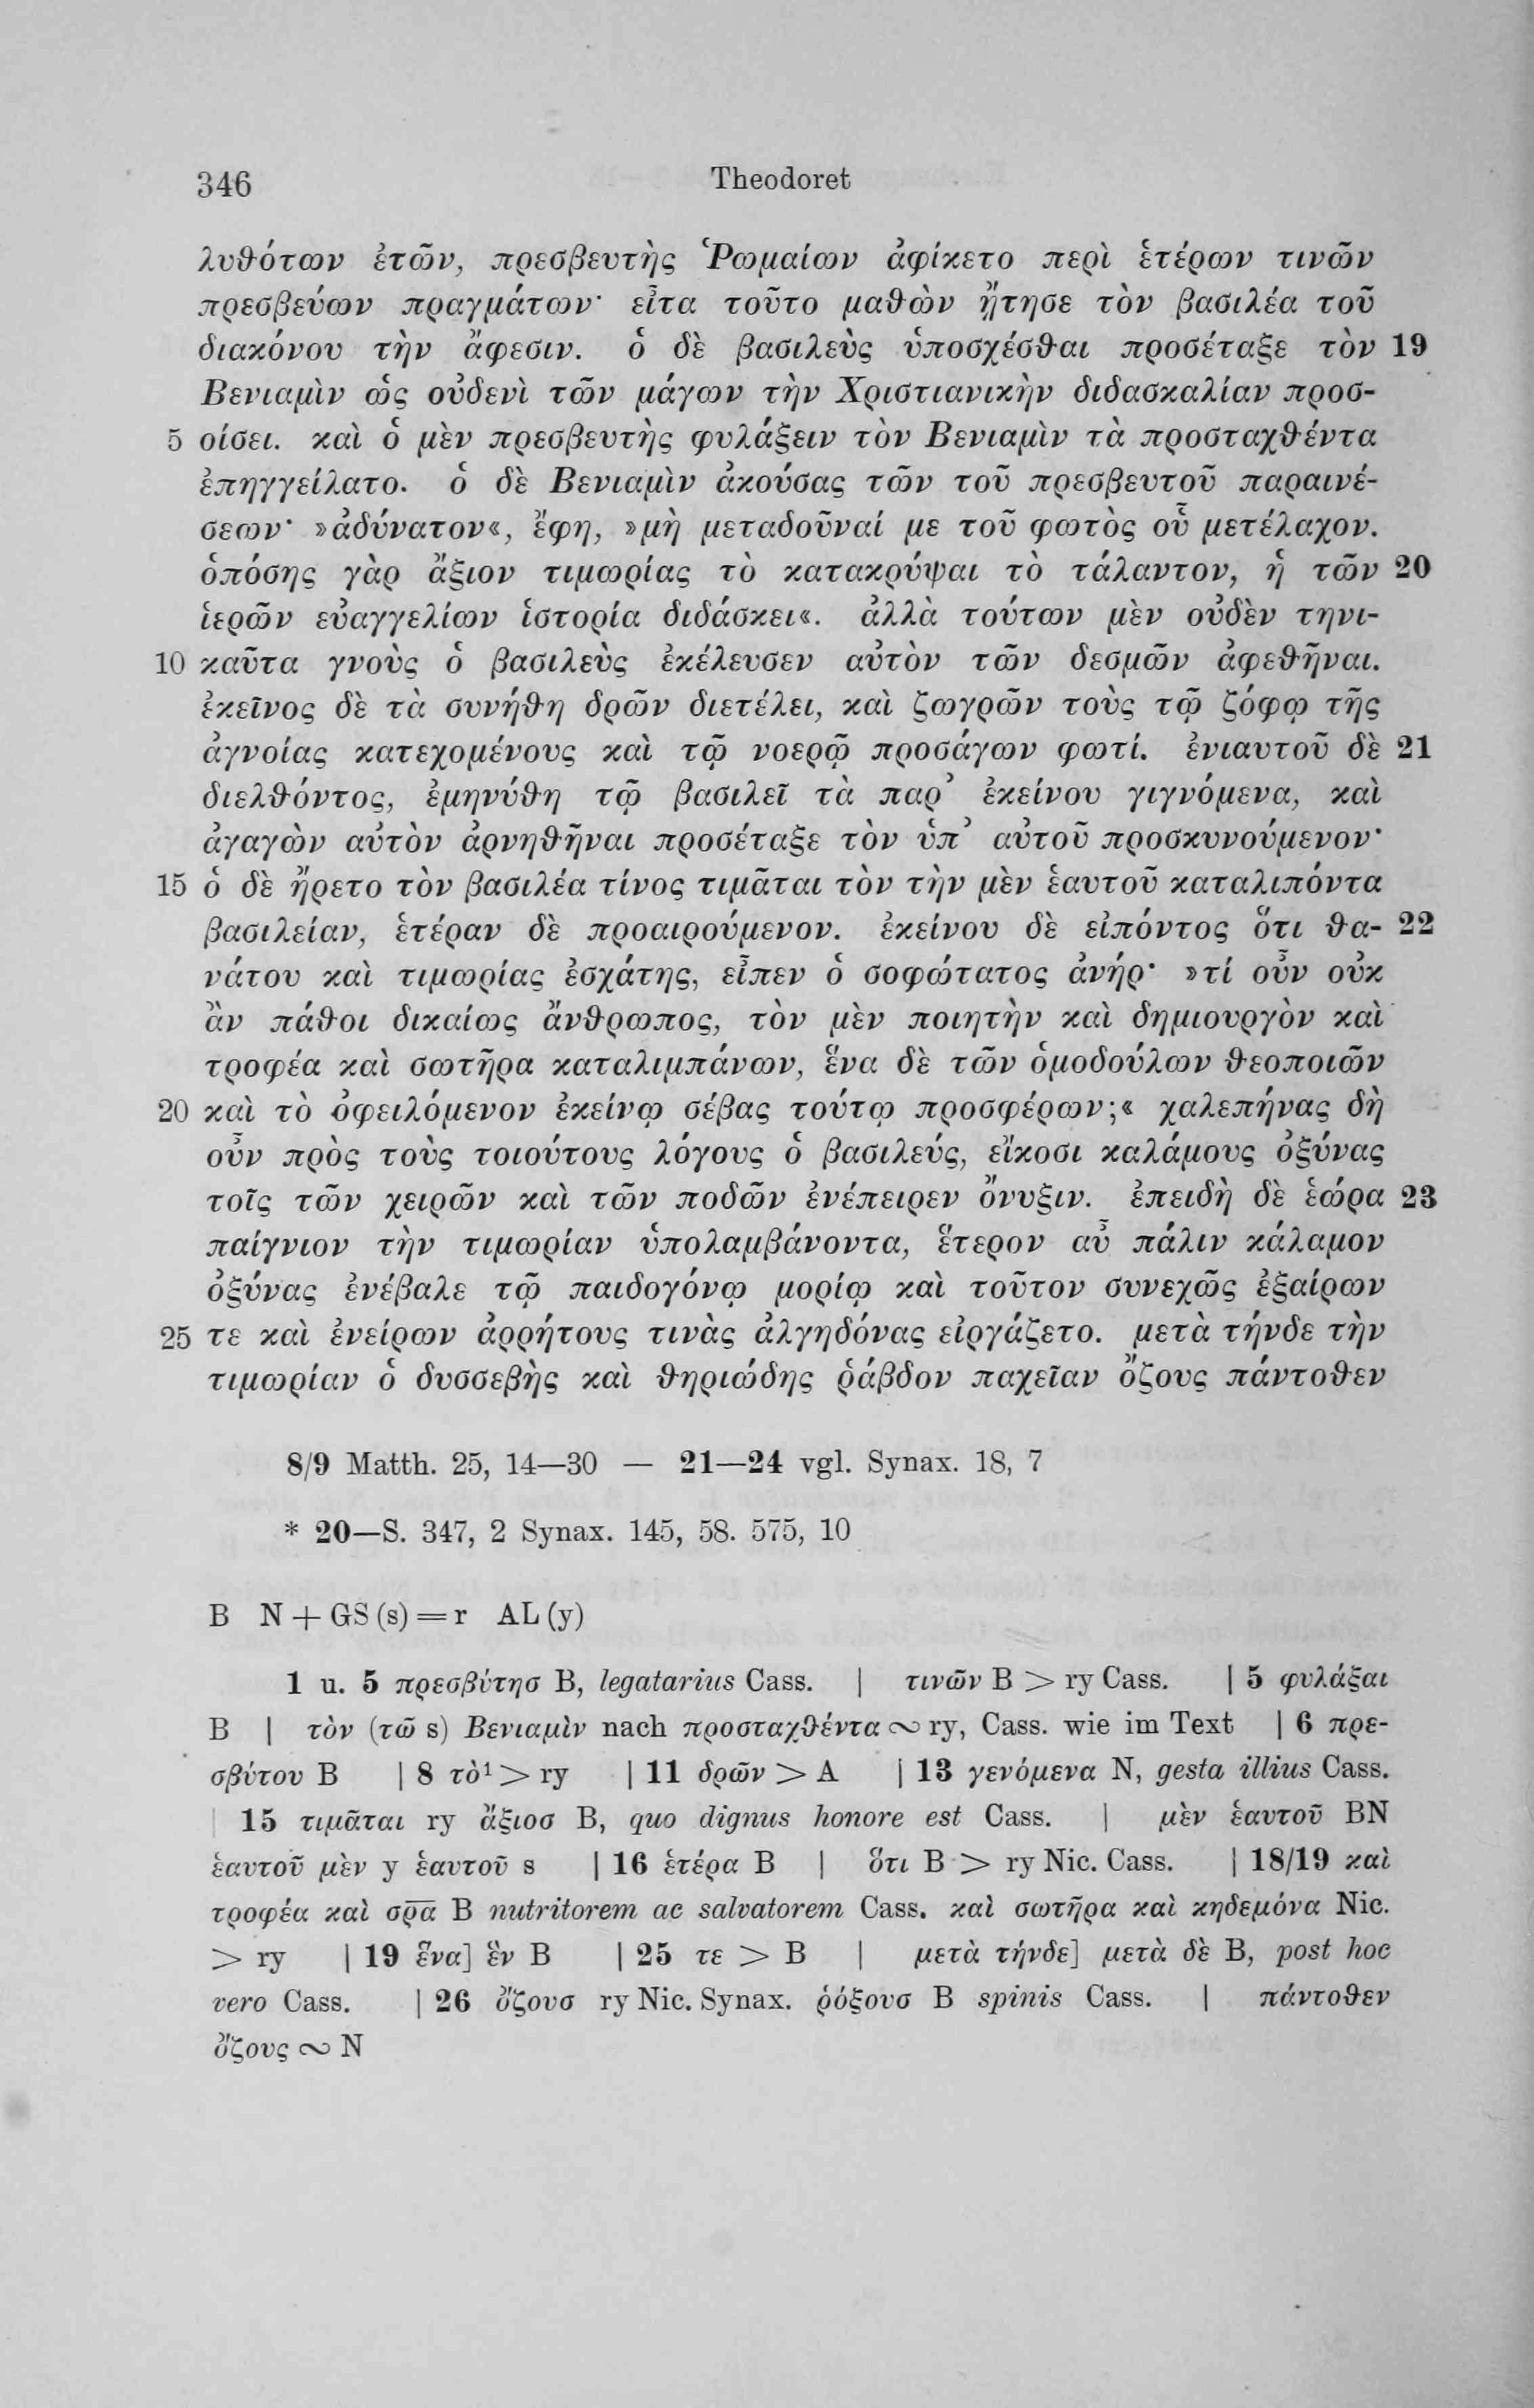 346 Theodoret
λυθότων ἐτῶν, πρεσβευτὴς Ῥωμαίων ἀφίκετο περὶ ἑτέρων τινῶν
πρεσβεύων πραγμάτων· εἶτα τοῦτο μαθὼν ᾔτησε τὸν βασιλέα τοῦ
διακόνου τὴν ἄφεσιν. ὁ δὲ βασιλεὺς ὑποσχέσθαι προσέταξε τὸν 19
Βενιαμὶν ὡς οὐδενὶ τῶν μάγων τὴν Χριστιανικὴν διδασκαλίαν προσ-
5 οίσει. καὶ ὁ μὲν πρεσβευτὴς φυλάξειν τὸν Βενιαμὶν τὰ προσταχθέντα
ἐπηγγείλατο. ὁ δὲ Βενιαμὶν ἀκούσας τῶν τοῦ πρεσβευτοῦ παραινέ-
σεων· »ἀδύνατον«, ἔφη, »μὴ μεταδοῦναί με τοῦ φωτὸς οὗ μετέλαχον.
ὁπόσης γὰρ ἄξιον τιμωρίας τὸ κατακρύψαι τὸ τάλαντον, ἡ τῶν 20
ἱερῶν εὐαγγελίων ἱστορία διδάσκει«. ἀλλὰ τούτων μὲν οὐδὲν τηνι-
10 καῦτα γνοὺς ὁ βασιλεὺς ἐκέλευσεν αὐτὸν τῶν δεσμῶν ἀφεθῆναι.
ἐκεῖνος δὲ τὰ συνήθη δρῶν διετέλει, καὶ ζωγρῶν τοὺς τῷ ζόφῳ τῆς
ἀγνοίας κατεχομένους καὶ τῷ νοερῷ προσάγων φωτί. ἐνιαυτοῦ δὲ 21
διελθόντος, ἐμηνύθη τῷ βασιλεῖ τὰ παρ’ ἐκείνου γιγνόμενα, καὶ
ἀγαγὼν αὐτὸν ἀρνηθῆναι προσέταξε τὸν ὑπ’ αὐτοῦ προσκυνούμενον·
15 ὁ δὲ ἤρετο τὸν βασιλέα τίνος τιμᾶται τὸν τὴν μὲν ἑαυτοῦ καταλιπόντα
βασιλείαν, ἑτέραν δὲ προαιρούμενον. ἐκείνου δὲ εἰπόντος ὅτι θα- 22
νάτου καὶ τιμωρίας ἐσχάτης, εἶπεν ὁ σοφώτατος ἀνήρ· »τί οὖν οὐκ
ἂν πάθοι δικαίως ἄνθρωπος, τὸν μὲν ποιητὴν καὶ δημιουργὸν καὶ
τροφέα καὶ σωτῆρα καταλιμπάνων, ἕνα δὲ τῶν ὁμοδούλων θεοποιῶν
20 καὶ τὸ ὀφειλόμενον ἐκείνῳ σέβας τούτῳ προσφέρων;« χαλεπήνας δὴ
οὖν πρὸς τοὺς τοιούτους λόγους ὁ βασιλεύς, εἴκοσι καλάμους ὀξύνας
τοῖς τῶν χειρῶν καὶ τῶν ποδῶν ἐνέπειρεν ὄνυξιν. ἐπειδὴ δὲ ἑώρα 23
παίγνιον τὴν τιμωρίαν ὑπολαμβάνοντα, ἕτερον αὖ πάλιν κάλαμον
ὀξύνας ἐνέβαλε τῷ παιδογόνῳ μορίῳ καὶ τοῦτον συνεχῶς ἐξαίρων
25 τε καὶ ἐνείρων ἀρρήτους τινὰς ἀλγηδόνας εἰργάζετο. μετὰ τήνδε τὴν
τιμωρίαν ὁ δυσσεβὴς καὶ θηριώδης ῥάβδον παχεῖαν ὄζους πάντοθεν
8/9 Matth. 25, 14—30 — 21—24 vgl. Synax. 18, 7
* 20—S. 347, 2 Synax. 145, 58. 575, 10
B N + GS (s) = r AL (y)
1 u. 5 πρεσβύτησ B, legatarius Cass. | τινῶν B > ry Cass. | 5 φυλάξαι
B | τὸν (τῶ s) Βενιαμὶν nach προσταχθέντα ∾ ry, Cass. wie im Text | 6 πρε-
σβύτου B | 8 τὸ¹ > ry | 11 δρῶν > A | 13 γενόμενα N, gesta illius Cass.
| 15 τιμᾶται ry ἄξιοσ B, quo dignus honore est Cass. | μὲν ἑαυτοῦ BN
ἑαυτοῦ μὲν y ἑαυτοῦ s | 16 ἑτέρα B | ὅτι B > ry Nic. Cass. | 18/19 καὶ
τροφέα καὶ σρ̅α̅ B nutritorem ac salvatorem Cass. καὶ σωτῆρα καὶ κηδεμόνα Nic.
> ry | 19 ἕνα] ἓν B | 25 τε > B | μετὰ τήνδε] μετὰ δὲ B, post hoc
vero Cass. | 26 ὄζουσ ry Nic. Synax. ῥόξουσ B spinis Cass. | πάντοθεν
ὄζους ∾ N